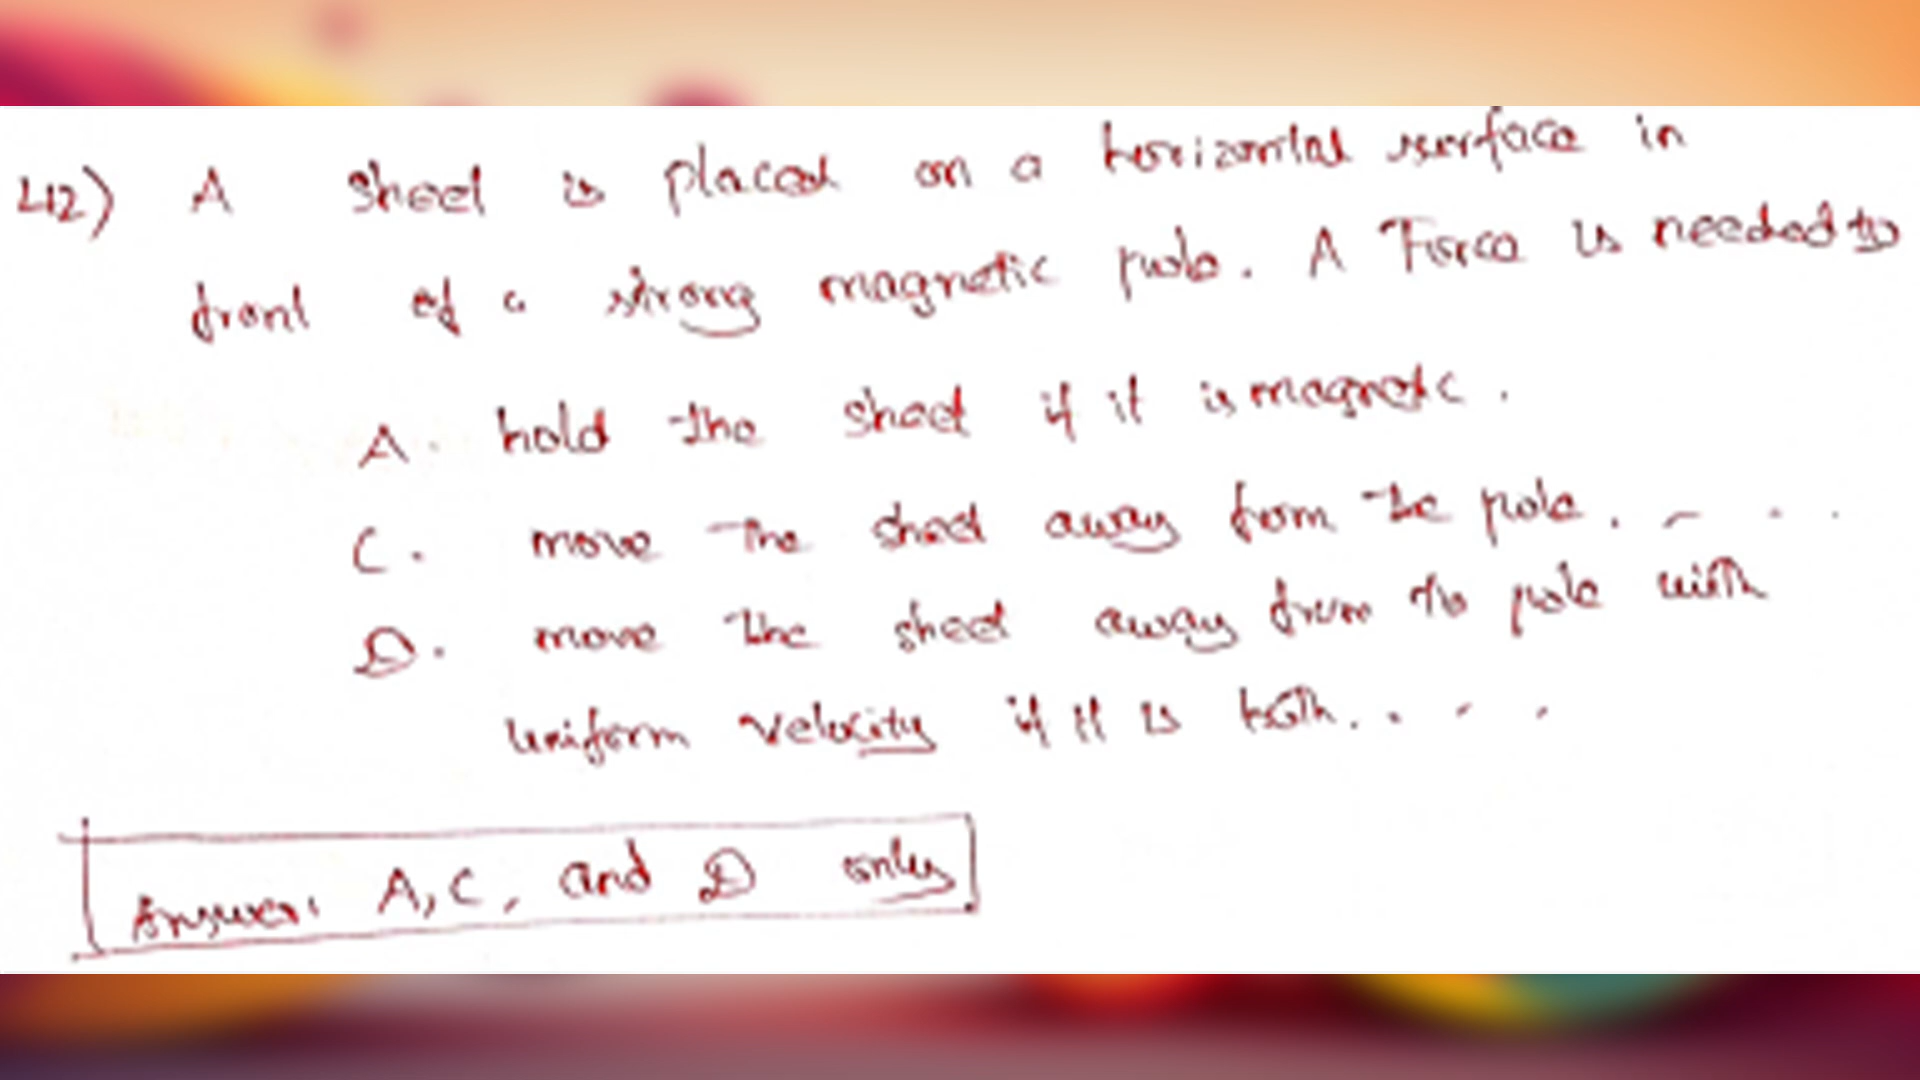 42) A sheet is placed on a horizontal surface in
front of a strong magnetic pole. A Force is needed to
A. hold the sheet if it is magnetic.
C. move the sheet away from the pole. - . .
D. move the sheet away from the pole with
uniform velocity if it is both. . . .
Answer: A, C, and D only